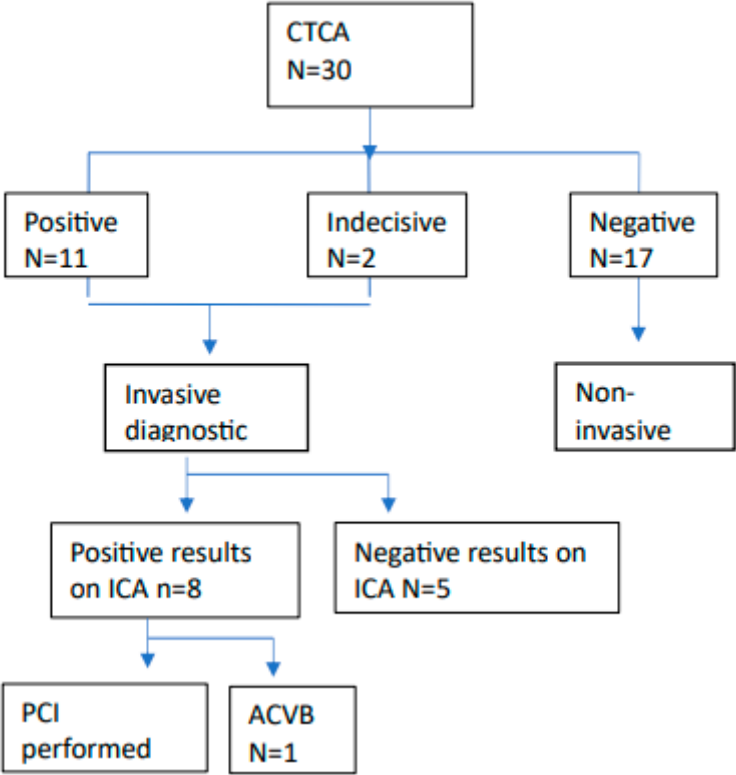 CTCA
N=30
Positive
N=11
Indecisive
N=2
Negative
N=17
Invasive
diagnostic
Non-
invasive
Positive results
on ICA n=8
Negative results on
ICA N=5
PCI
performed
ACVB
N=1